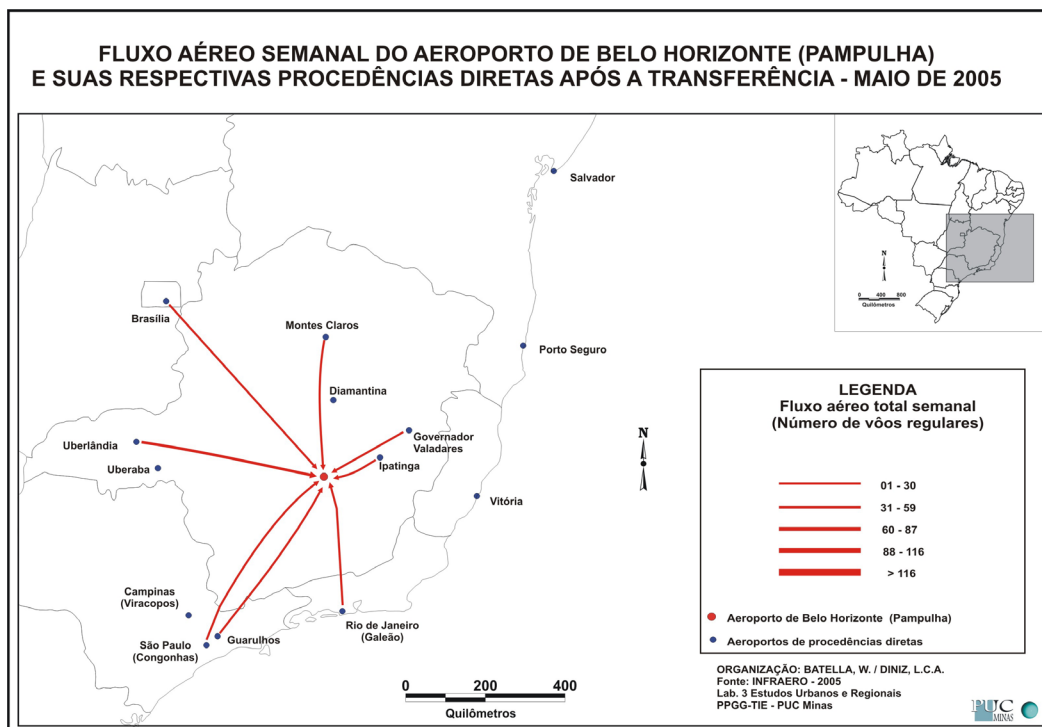 FLUXO AÉREO SEMANAL DO AEROPORTO DE BELO HORIZONTE (PAMPULHA)
E SUAS RESPECTIVAS PROCEDÊNCIAS DIRETAS APÓS A TRANSFERÊNCIA - MAIO DE 2005
Salvador
Brasília
Montes Claros
Porto Seguro
Diamantina
Uberlândia
Governador
Valadares
Uberaba
Ipatinga
Vitória
Campinas
(Viracopos)
Rio de Janeiro
(Galeão)
São Paulo
(Congonhas)
Guarulhos
0 200 400
Quilômetros
N
N
0 400 800
Quilômetros
LEGENDA
Fluxo aéreo total semanal
(Número de vôos regulares)
01 - 30
31 - 59
60 - 87
88 - 116
> 116
Aeroporto de Belo Horizonte (Pampulha)
Aeroportos de procedências diretas
ORGANIZAÇÃO: BATELLA, W. / DINIZ, L.C.A.
Fonte: INFRAERO - 2005
Lab. 3 Estudos Urbanos e Regionais
PPGG-TIE - PUC Minas
PUC
MINAS